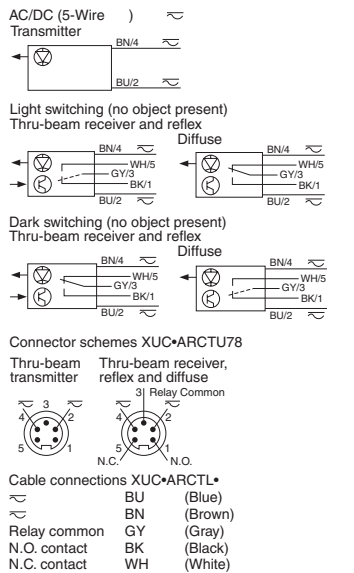 AC/DC (5-Wire )
Transmitter
BN/4
BU/2
Light switching (no object present)
Thru-beam receiver and reflex
Diffuse
BN/4
WH/5
GY/3
BK/1
BU/2
BN/4
WH/5
GY/3
BK/1
BU/2
Dark switching (no object present)
Thru-beam receiver and reflex
Diffuse
BN/4
WH/5
GY/3
BK/1
BU/2
BN/4
WH/5
GY/3
BK/1
BU/2
Connector schemes XUC•ARCTU78
Thru-beam transmitter
Thru-beam receiver, reflex and diffuse
3
4 2
5 1
3 Relay Common
4 2
5 1
N.C. N.O.
Cable connections XUC•ARCTL•
BU (Blue)
BN (Brown)
Relay common GY (Gray)
N.O. contact BK (Black)
N.C. contact WH (White)